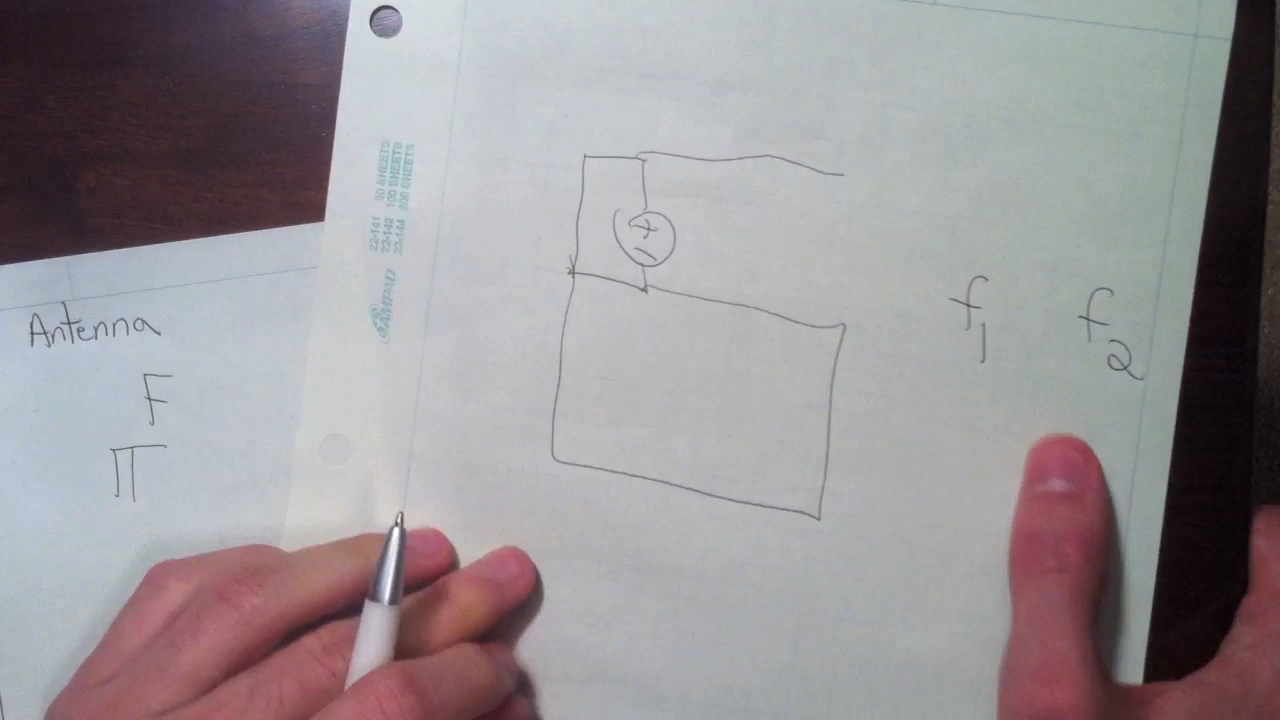 Antenna
F
Π
22-141 50 SHEETS
22-142 100 SHEETS
22-144 200 SHEETS
AMPAD
+
−
f1 f2